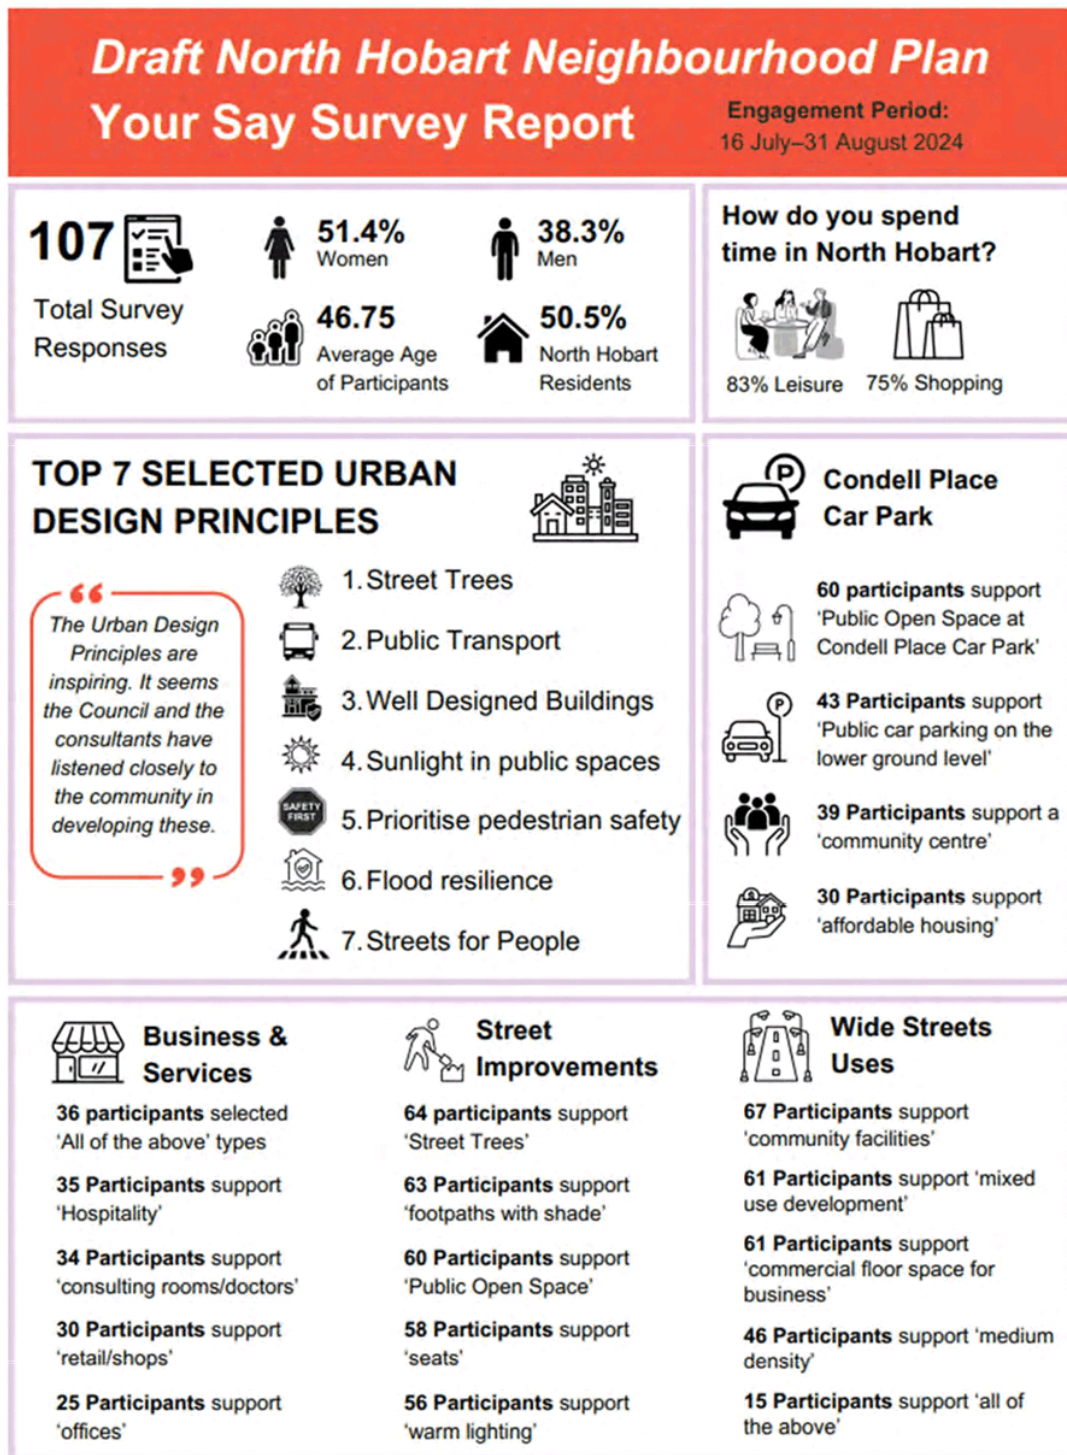 Draft North Hobart Neighbourhood Plan
Your Say Survey Report
Engagement Period:
16 July–31 August 2024
107
Total Survey
Responses
51.4%
Women
38.3%
Men
46.75
Average Age
of Participants
50.5%
North Hobart
Residents
How do you spend
time in North Hobart?
83% Leisure
75% Shopping
TOP 7 SELECTED URBAN
DESIGN PRINCIPLES
“
The Urban Design
Principles are
inspiring. It seems
the Council and the
consultants have
listened closely to
the community in
developing these.
”
1. Street Trees
2. Public Transport
3. Well Designed Buildings
4. Sunlight in public spaces
SAFETY
FIRST
5. Prioritise pedestrian safety
6. Flood resilience
7. Streets for People
P
Condell Place
Car Park
60 participants support
‘Public Open Space at
Condell Place Car Park’
P
43 Participants support
‘Public car parking on the
lower ground level’
39 Participants support a
‘community centre’
30 Participants support
‘affordable housing’
Business &
Services
36 participants selected
‘All of the above’ types
35 Participants support
‘Hospitality’
34 Participants support
‘consulting rooms/doctors’
30 Participants support
‘retail/shops’
25 Participants support
‘offices’
Street
Improvements
64 participants support
‘Street Trees’
63 Participants support
‘footpaths with shade’
60 Participants support
‘Public Open Space’
58 Participants support
‘seats’
56 Participants support
‘warm lighting’
Wide Streets
Uses
67 Participants support
‘community facilities’
61 Participants support ‘mixed
use development’
61 Participants support
‘commercial floor space for
business’
46 Participants support ‘medium
density’
15 Participants support ‘all of
the above’